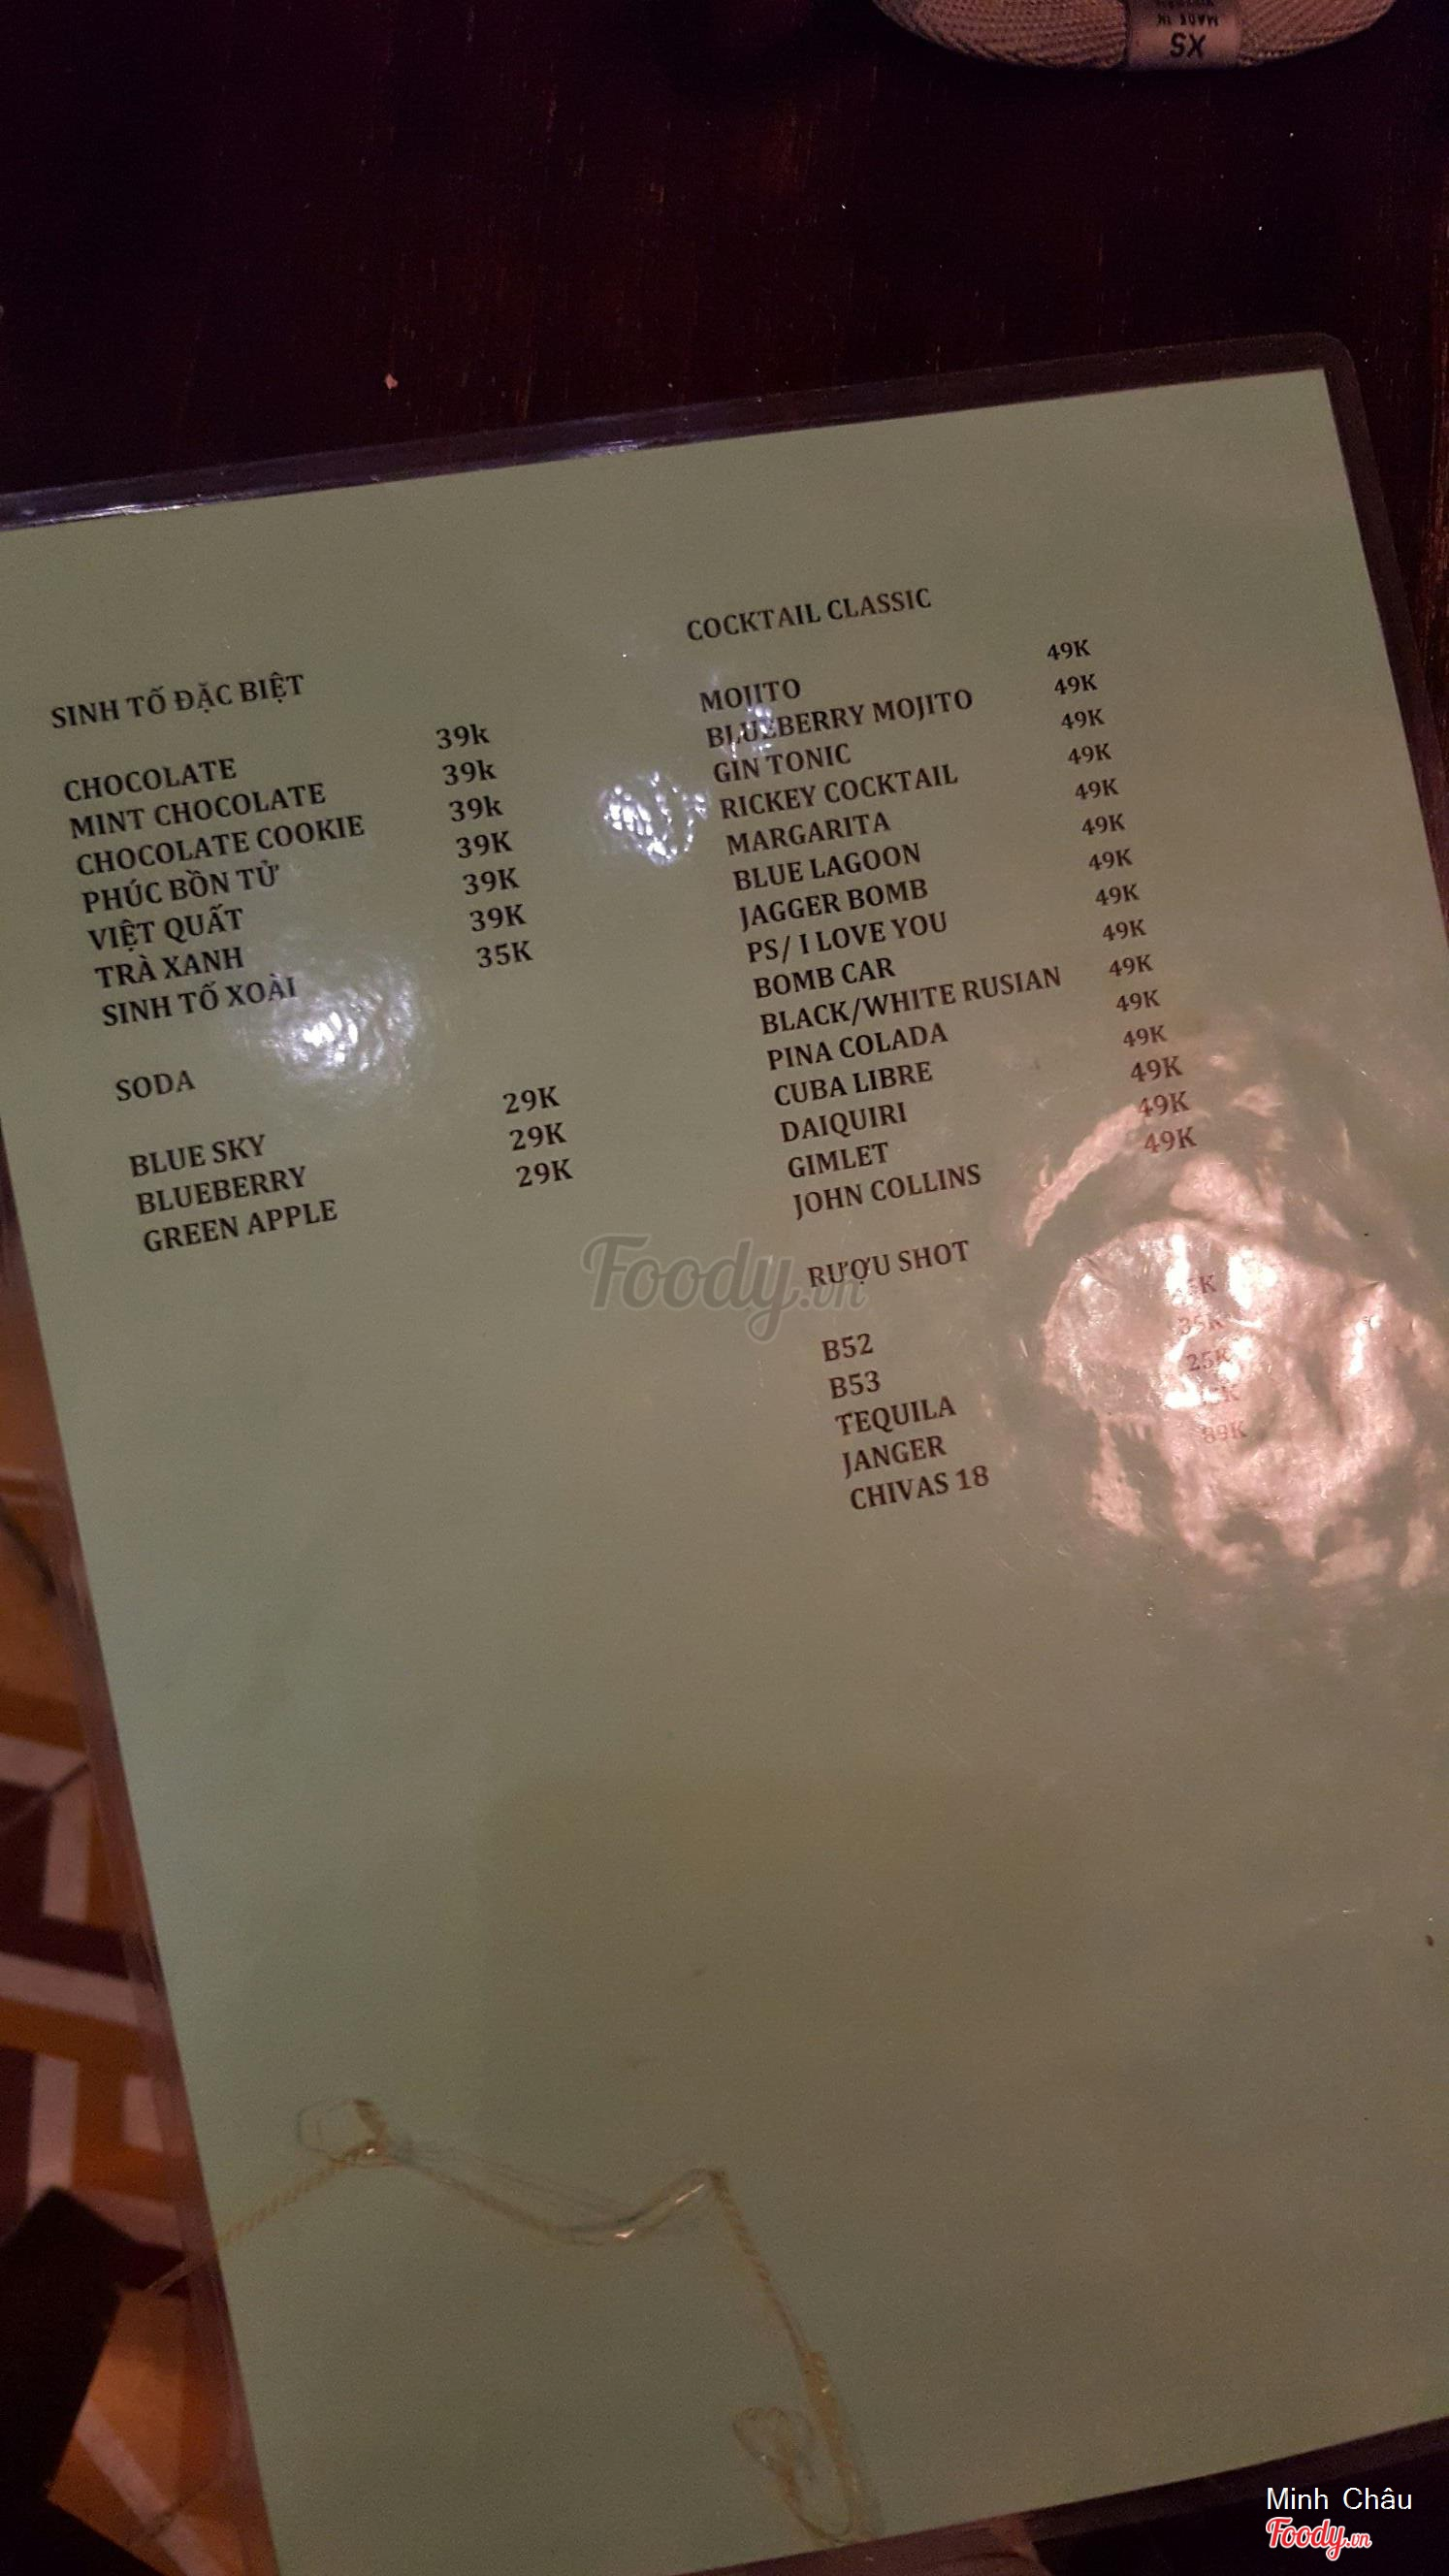 XS
MADE IN
SINH TỐ ĐẶC BIỆT
CHOCOLATE 39k
MINT CHOCOLATE 39k
CHOCOLATE COOKIE 39k
PHÚC BỒN TỬ 39K
VIỆT QUẤT 39K
TRÀ XANH 39K
SINH TỐ XOÀI 35K
SODA
BLUE SKY 29K
BLUEBERRY 29K
GREEN APPLE 29K
COCKTAIL CLASSIC
MOJITO 49K
BLUEBERRY MOJITO 49K
GIN TONIC 49K
RICKEY COCKTAIL 49K
MARGARITA 49K
BLUE LAGOON 49K
JAGGER BOMB 49K
PS/ I LOVE YOU 49K
BOMB CAR 49K
BLACK/WHITE RUSIAN 49K
PINA COLADA 49K
CUBA LIBRE 49K
DAIQUIRI 49K
GIMLET 49K
JOHN COLLINS 49K
RƯỢU SHOT
B52
B53 35K
TEQUILA 25K
JANGER
CHIVAS 18 89K
Foody.vn
Minh Châu
Foody.vn